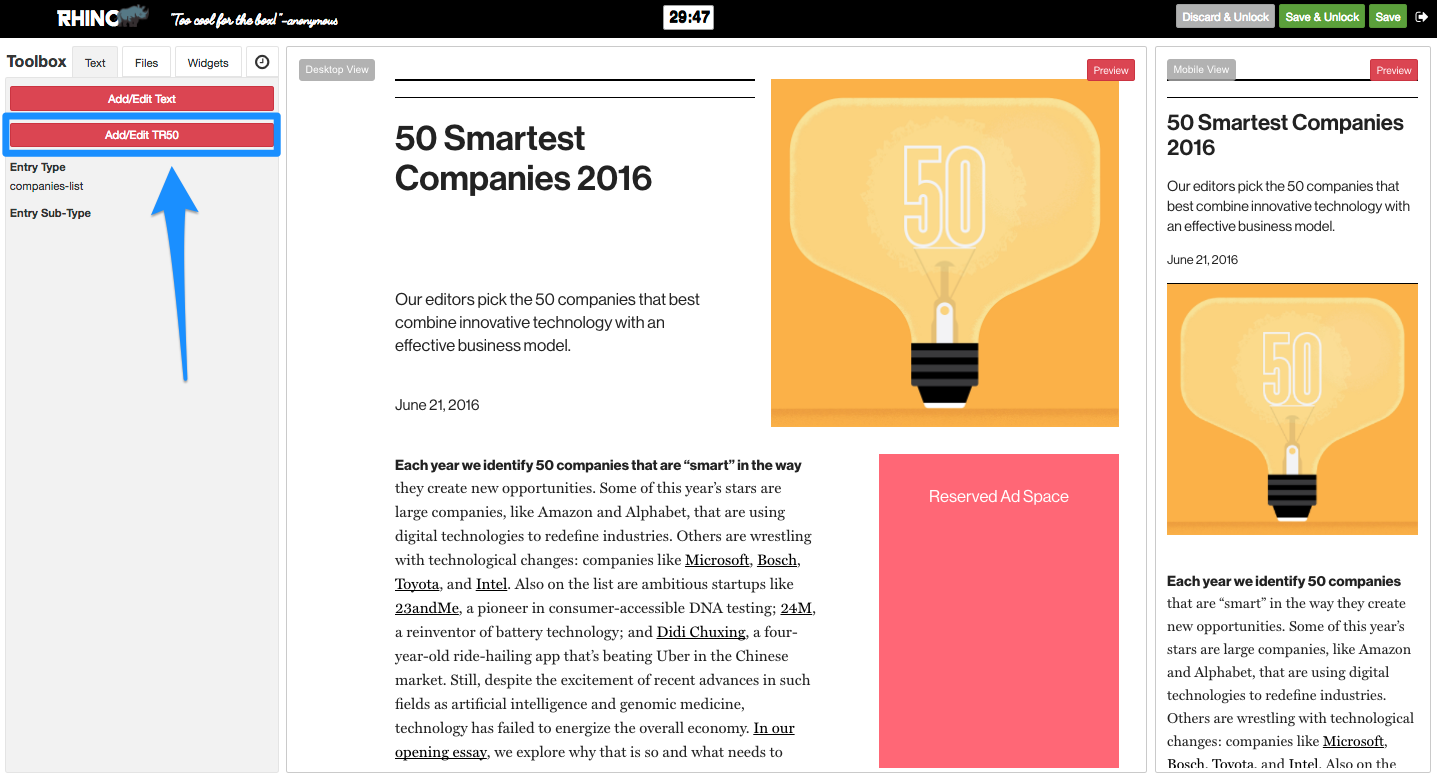 RHINO "Too cool for the box!" -anonymous
29:47
Discard & Unlock Save & Unlock Save
Toolbox Text Files Widgets
Add/Edit Text
Add/Edit TR50
Entry Type
companies-list
Entry Sub-Type
Desktop View Preview
50 Smartest
Companies 2016
50
Our editors pick the 50 companies that best
combine innovative technology with an
effective business model.
June 21, 2016
Each year we identify 50 companies that are “smart” in the way
they create new opportunities. Some of this year’s stars are
large companies, like Amazon and Alphabet, that are using
digital technologies to redefine industries. Others are wrestling
with technological changes: companies like Microsoft, Bosch,
Toyota, and Intel. Also on the list are ambitious startups like
23andMe, a pioneer in consumer-accessible DNA testing; 24M,
a reinventor of battery technology; and Didi Chuxing, a four-
year-old ride-hailing app that’s beating Uber in the Chinese
market. Still, despite the excitement of recent advances in such
fields as artificial intelligence and genomic medicine,
technology has failed to energize the overall economy. In our
opening essay, we explore why that is so and what needs to
Reserved Ad Space
Mobile View Preview
50 Smartest Companies
2016
Our editors pick the 50 companies that
best combine innovative technology with
an effective business model.
June 21, 2016
50
Each year we identify 50 companies
that are “smart” in the way they create
new opportunities. Some of this year’s
stars are large companies, like Amazon
and Alphabet, that are using digital
technologies to redefine industries.
Others are wrestling with technological
changes: companies like Microsoft,
Bosch, Toyota, and Intel. Also on the